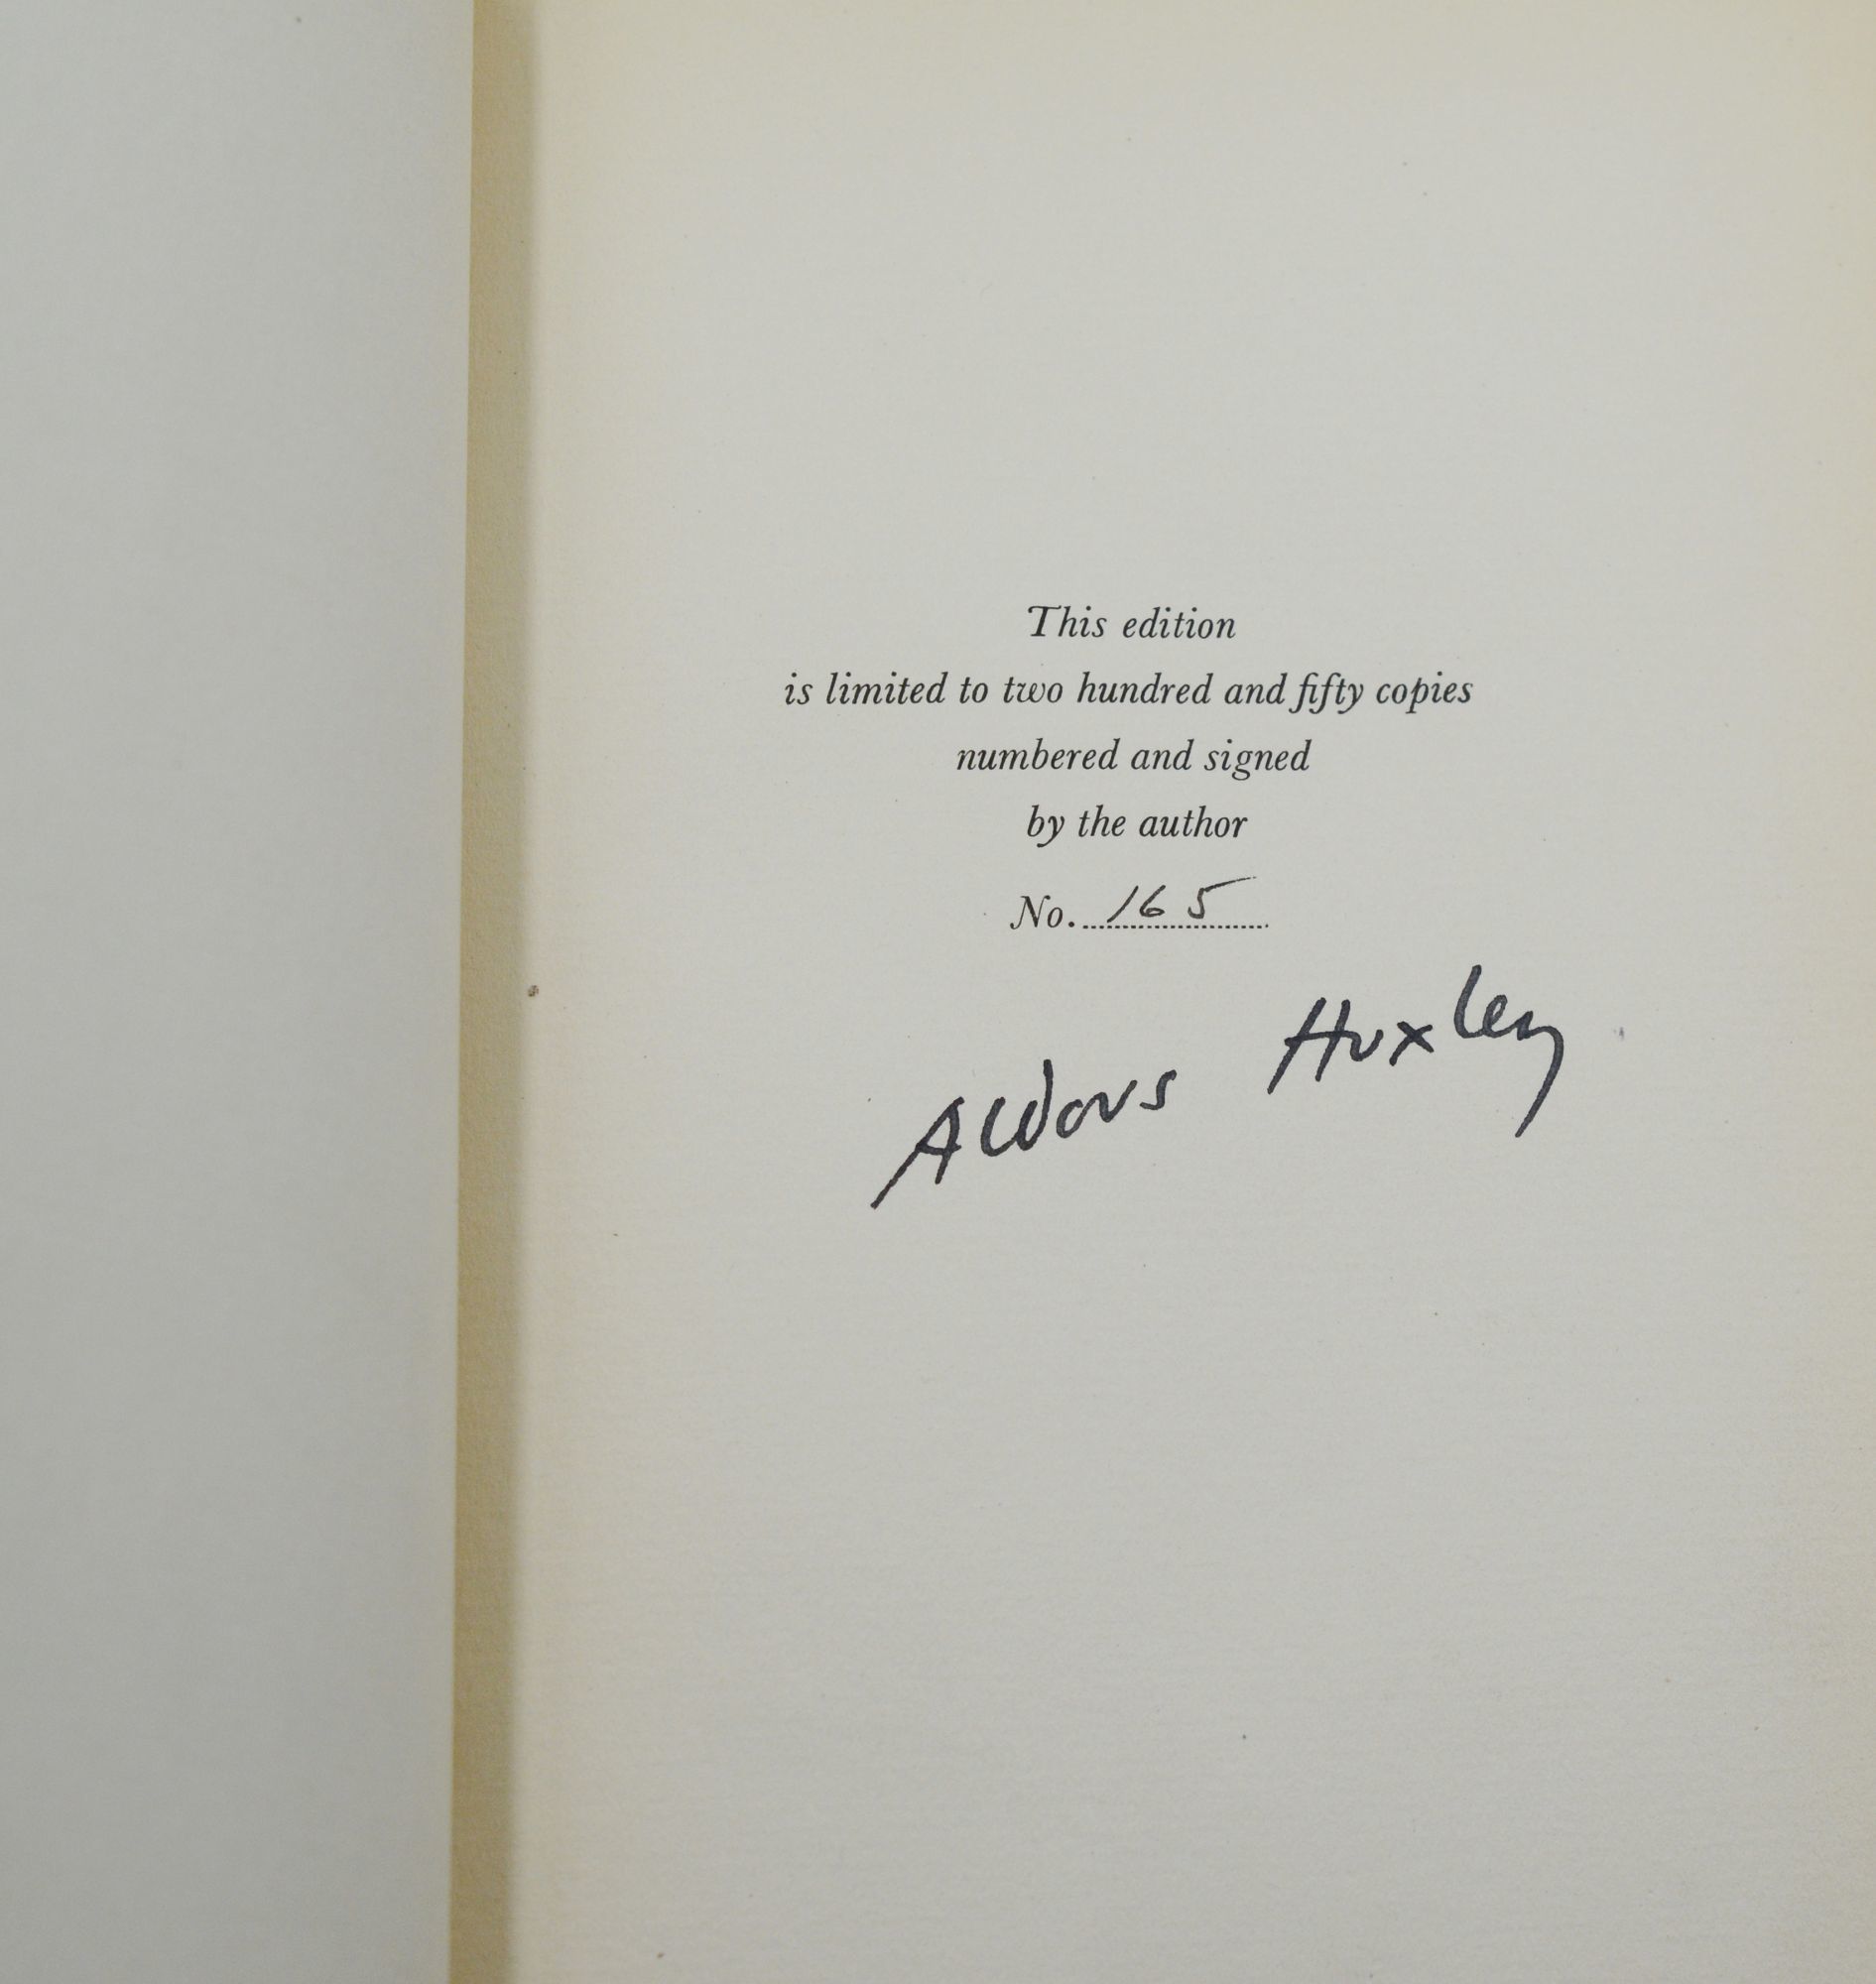 This edition
is limited to two hundred and fifty copies
numbered and signed
by the author
No. 165
Aldous Huxley